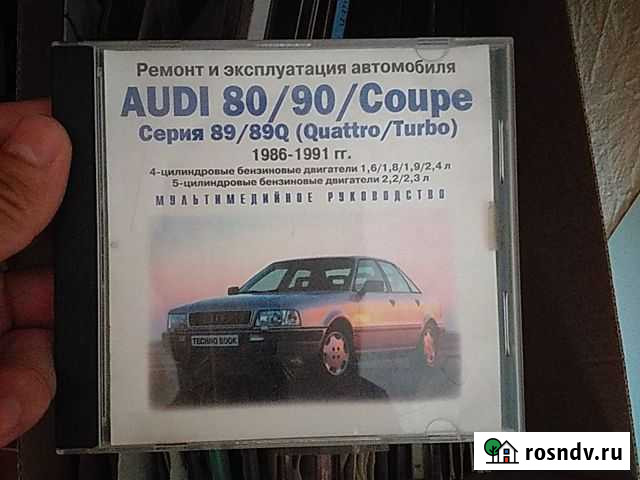 Ремонт и эксплуатация автомобиля
AUDI 80/90/Coupe
Серия 89/89Q (Quattro/Turbo)
1986-1991 гг.
4-цилиндровые бензиновые двигатели 1,6/1,8/1,9/2,4 л
5-цилиндровые бензиновые двигатели 2,2/2,3 л
МУЛЬТИМЕДИЙНОЕ РУКОВОДСТВО
TECHNO BOOK
rosndv.ru